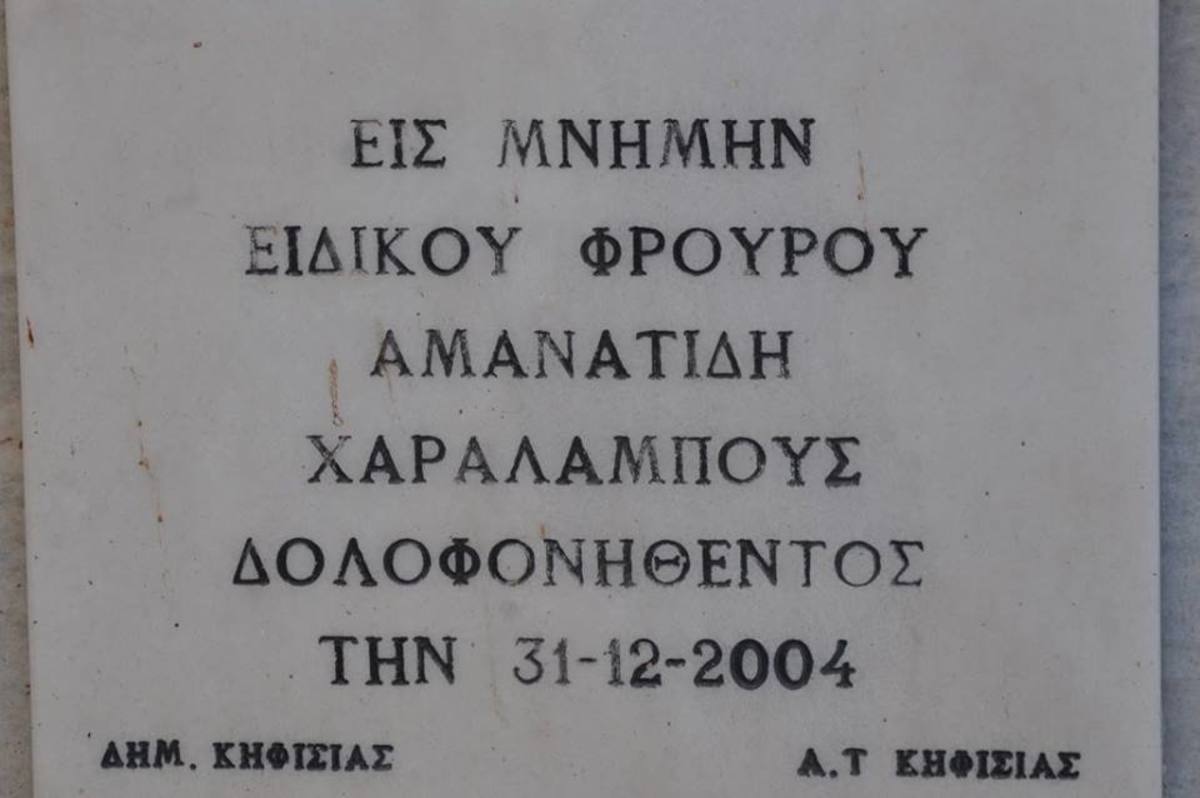 ΕΙΣ ΜΝΗΜΗΝ
ΕΙΔΙΚΟΥ ΦΡΟΥΡΟΥ
ΑΜΑΝΑΤΙΔΗ
ΧΑΡΑΛΑΜΠΟΥΣ
ΔΟΛΟΦΟΝΗΘΕΝΤΟΣ
ΤΗΝ 31-12-2004
ΔΗΜ. ΚΗΦΙΣΙΑΣ Α.Τ ΚΗΦΙΣΙΑΣ